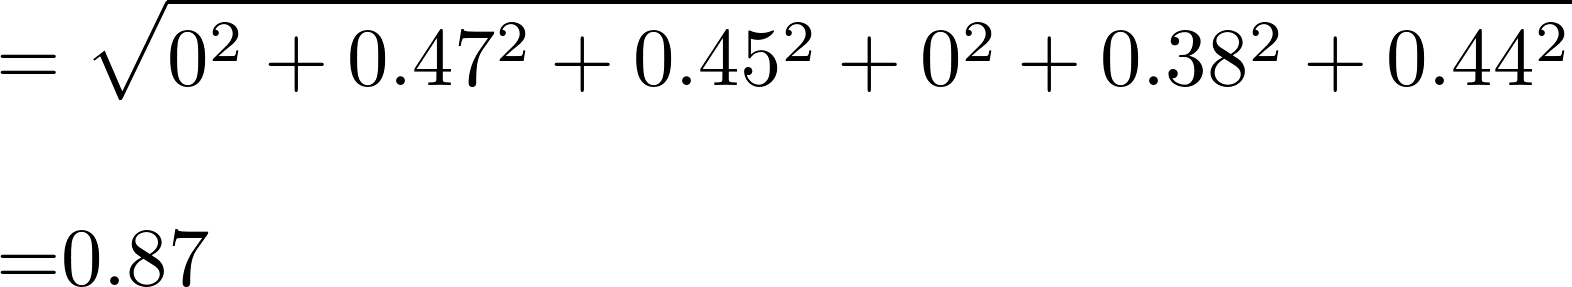 = √0² + 0.47² + 0.45² + 0² + 0.38² + 0.44²
=0.87